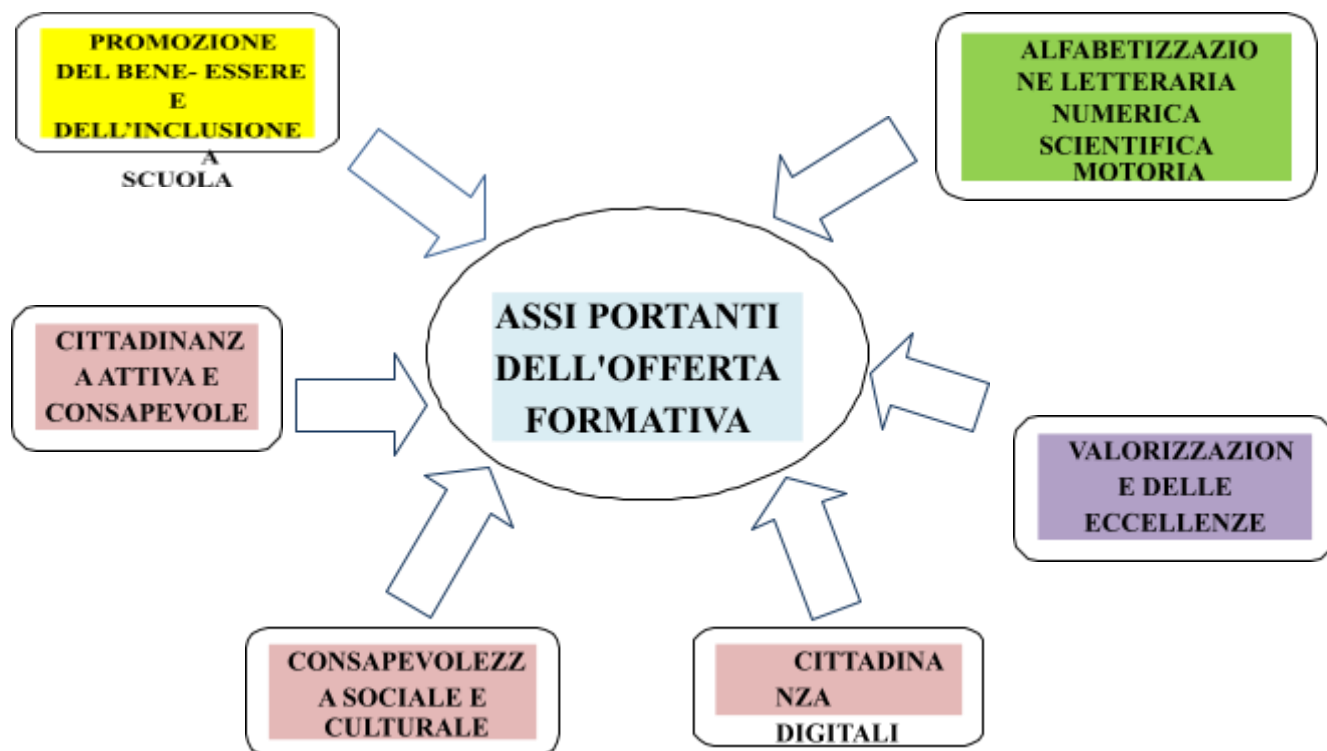 PROMOZIONE
DEL BENE- ESSERE
E
DELL'INCLUSIONE
A
SCUOLA
ALFABETIZZAZIO
NE LETTERARIA
NUMERICA
SCIENTIFICA
MOTORIA
ASSI PORTANTI
DELL'OFFERTA
FORMATIVA
CITTADINANZ
A ATTIVA E
CONSAPEVOLE
VALORIZZAZION
E DELLE
ECCELLENZE
CONSAPEVOLEZZ
A SOCIALE E
CULTURALE
CITTADINA
NZA
DIGITALI